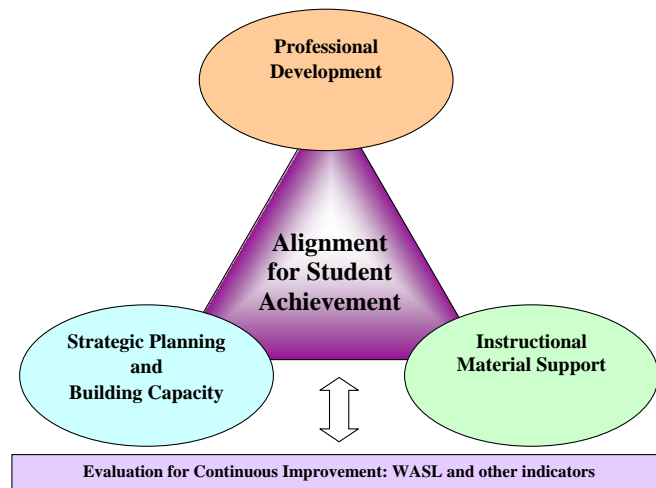 Professional
Development
Alignment
for Student
Achievement
Strategic Planning
and
Building Capacity
Instructional
Material Support
Evaluation for Continuous Improvement: WASL and other indicators